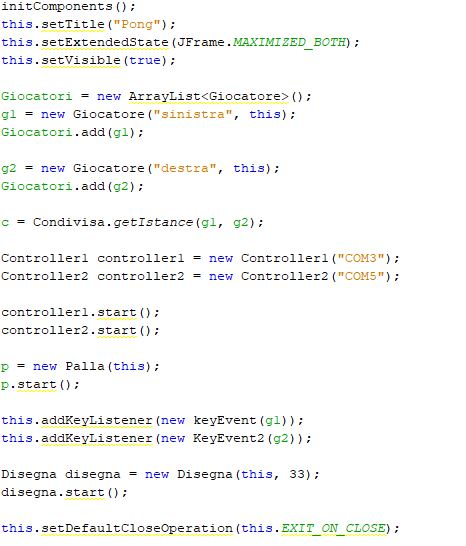 initComponents();
this.setTitle("Pong");
this.setExtendedState(JFrame.MAXIMIZED_BOTH);
this.setVisible(true);
Giocatori = new ArrayList<Giocatore>();
g1 = new Giocatore("sinistra", this);
Giocatori.add(g1);
g2 = new Giocatore("destra", this);
Giocatori.add(g2);
c = Condivisa.getIstance(g1, g2);
Controller1 controller1 = new Controller1("COM3");
Controller2 controller2 = new Controller2("COM5");
controller1.start();
controller2.start();
p = new Palla(this);
p.start();
this.addKeyListener(new keyEvent(g1));
this.addKeyListener(new KeyEvent2(g2));
Disegna disegna = new Disegna(this, 33);
disegna.start();
this.setDefaultCloseOperation(this.EXIT_ON_CLOSE);